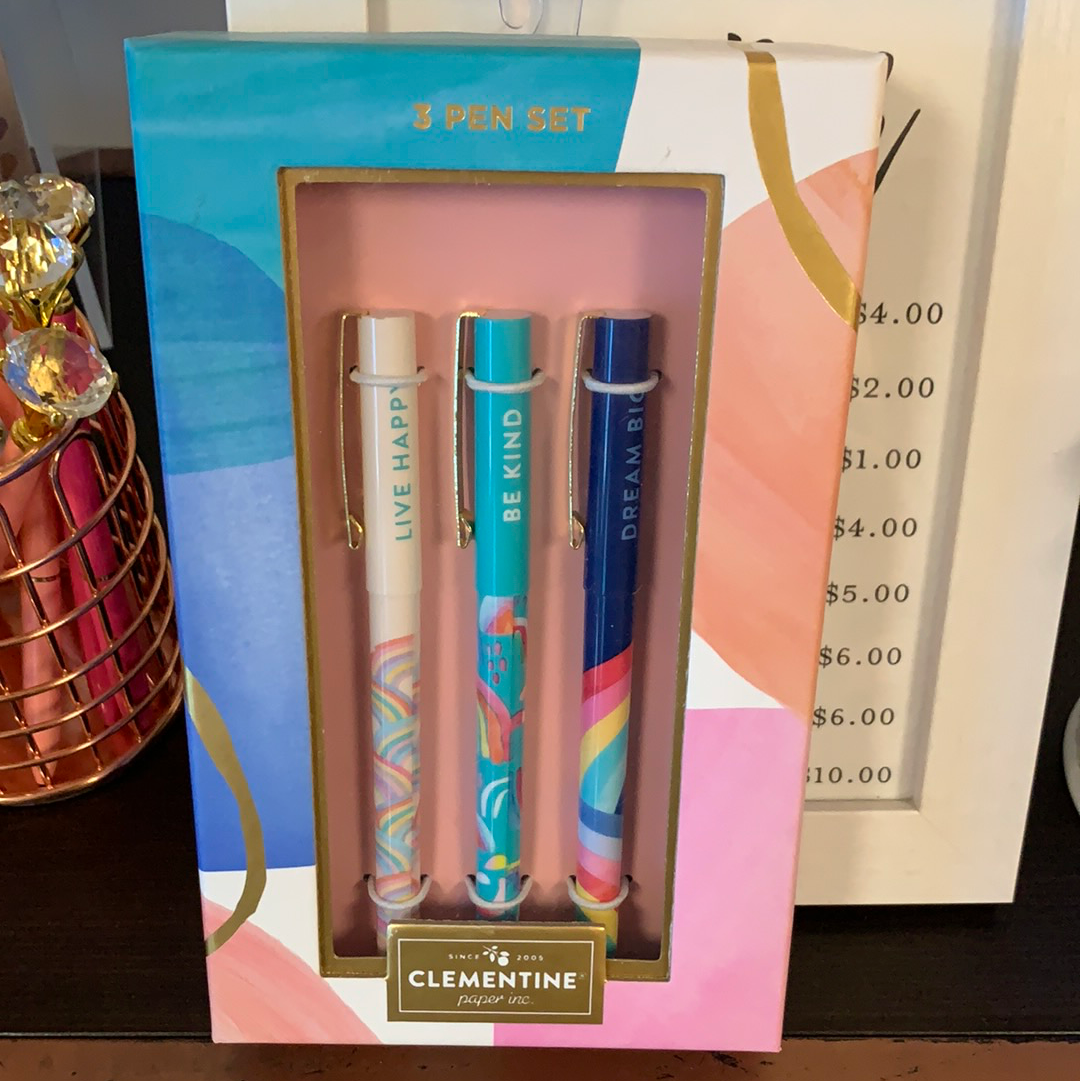 3 PEN SET
LIVE HAPPY
BE KIND
DREAM BIG
SINCE 2005
CLEMENTINE®
paper inc.
$4.00
$2.00
$1.00
$4.00
$5.00
$6.00
$6.00
$10.00